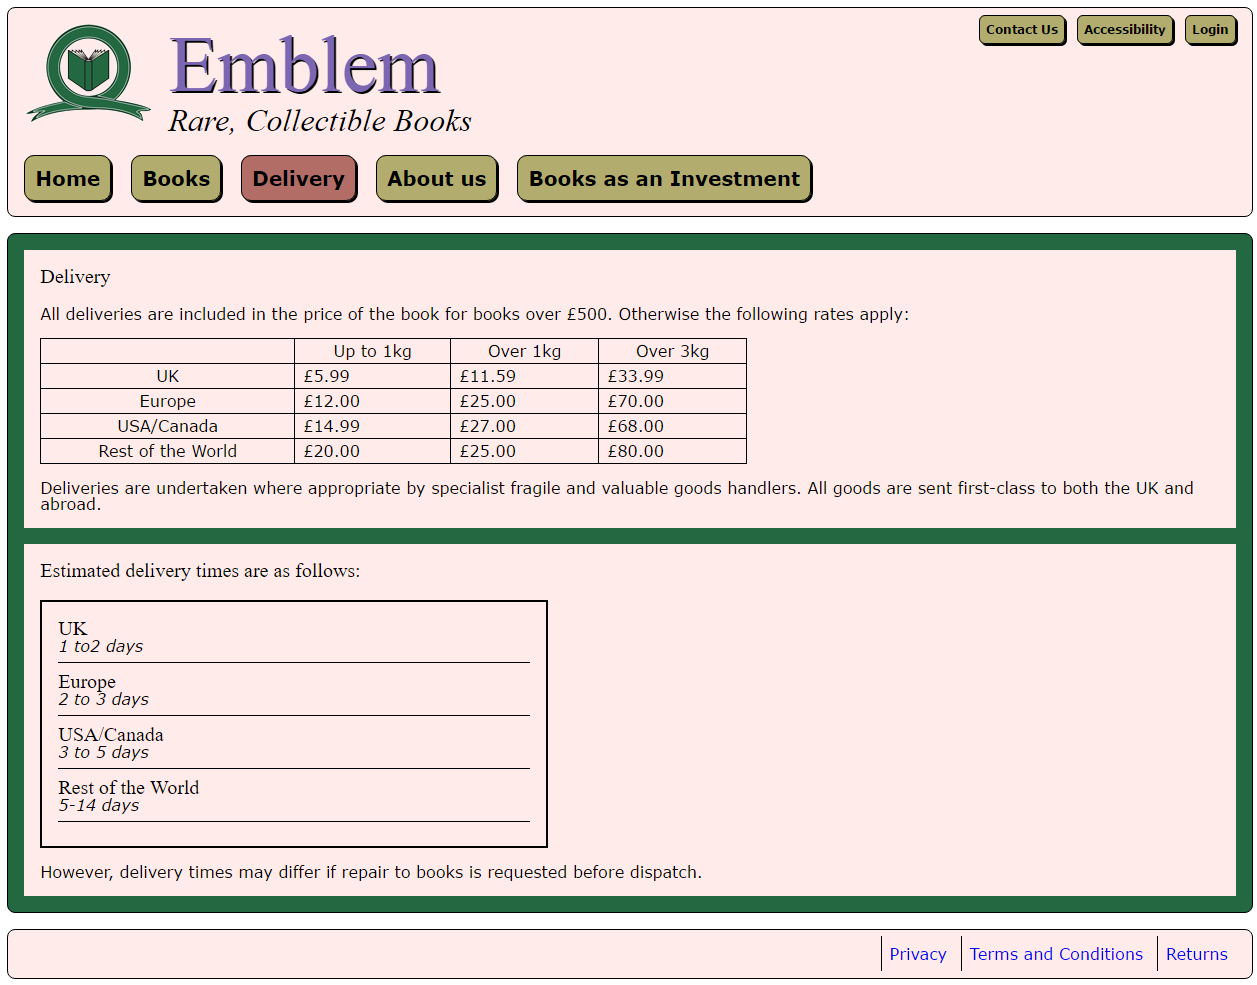 Contact Us Accessibility Login
Emblem
Rare, Collectible Books
Home Books Delivery About us Books as an Investment
Delivery
All deliveries are included in the price of the book for books over £500. Otherwise the following rates apply:
Up to 1kg Over 1kg Over 3kg
UK £5.99 £11.59 £33.99
Europe £12.00 £25.00 £70.00
USA/Canada £14.99 £27.00 £68.00
Rest of the World £20.00 £25.00 £80.00
Deliveries are undertaken where appropriate by specialist fragile and valuable goods handlers. All goods are sent first-class to both the UK and
abroad.
Estimated delivery times are as follows:
UK
1 to2 days
Europe
2 to 3 days
USA/Canada
3 to 5 days
Rest of the World
5-14 days
However, delivery times may differ if repair to books is requested before dispatch.
Privacy Terms and Conditions Returns